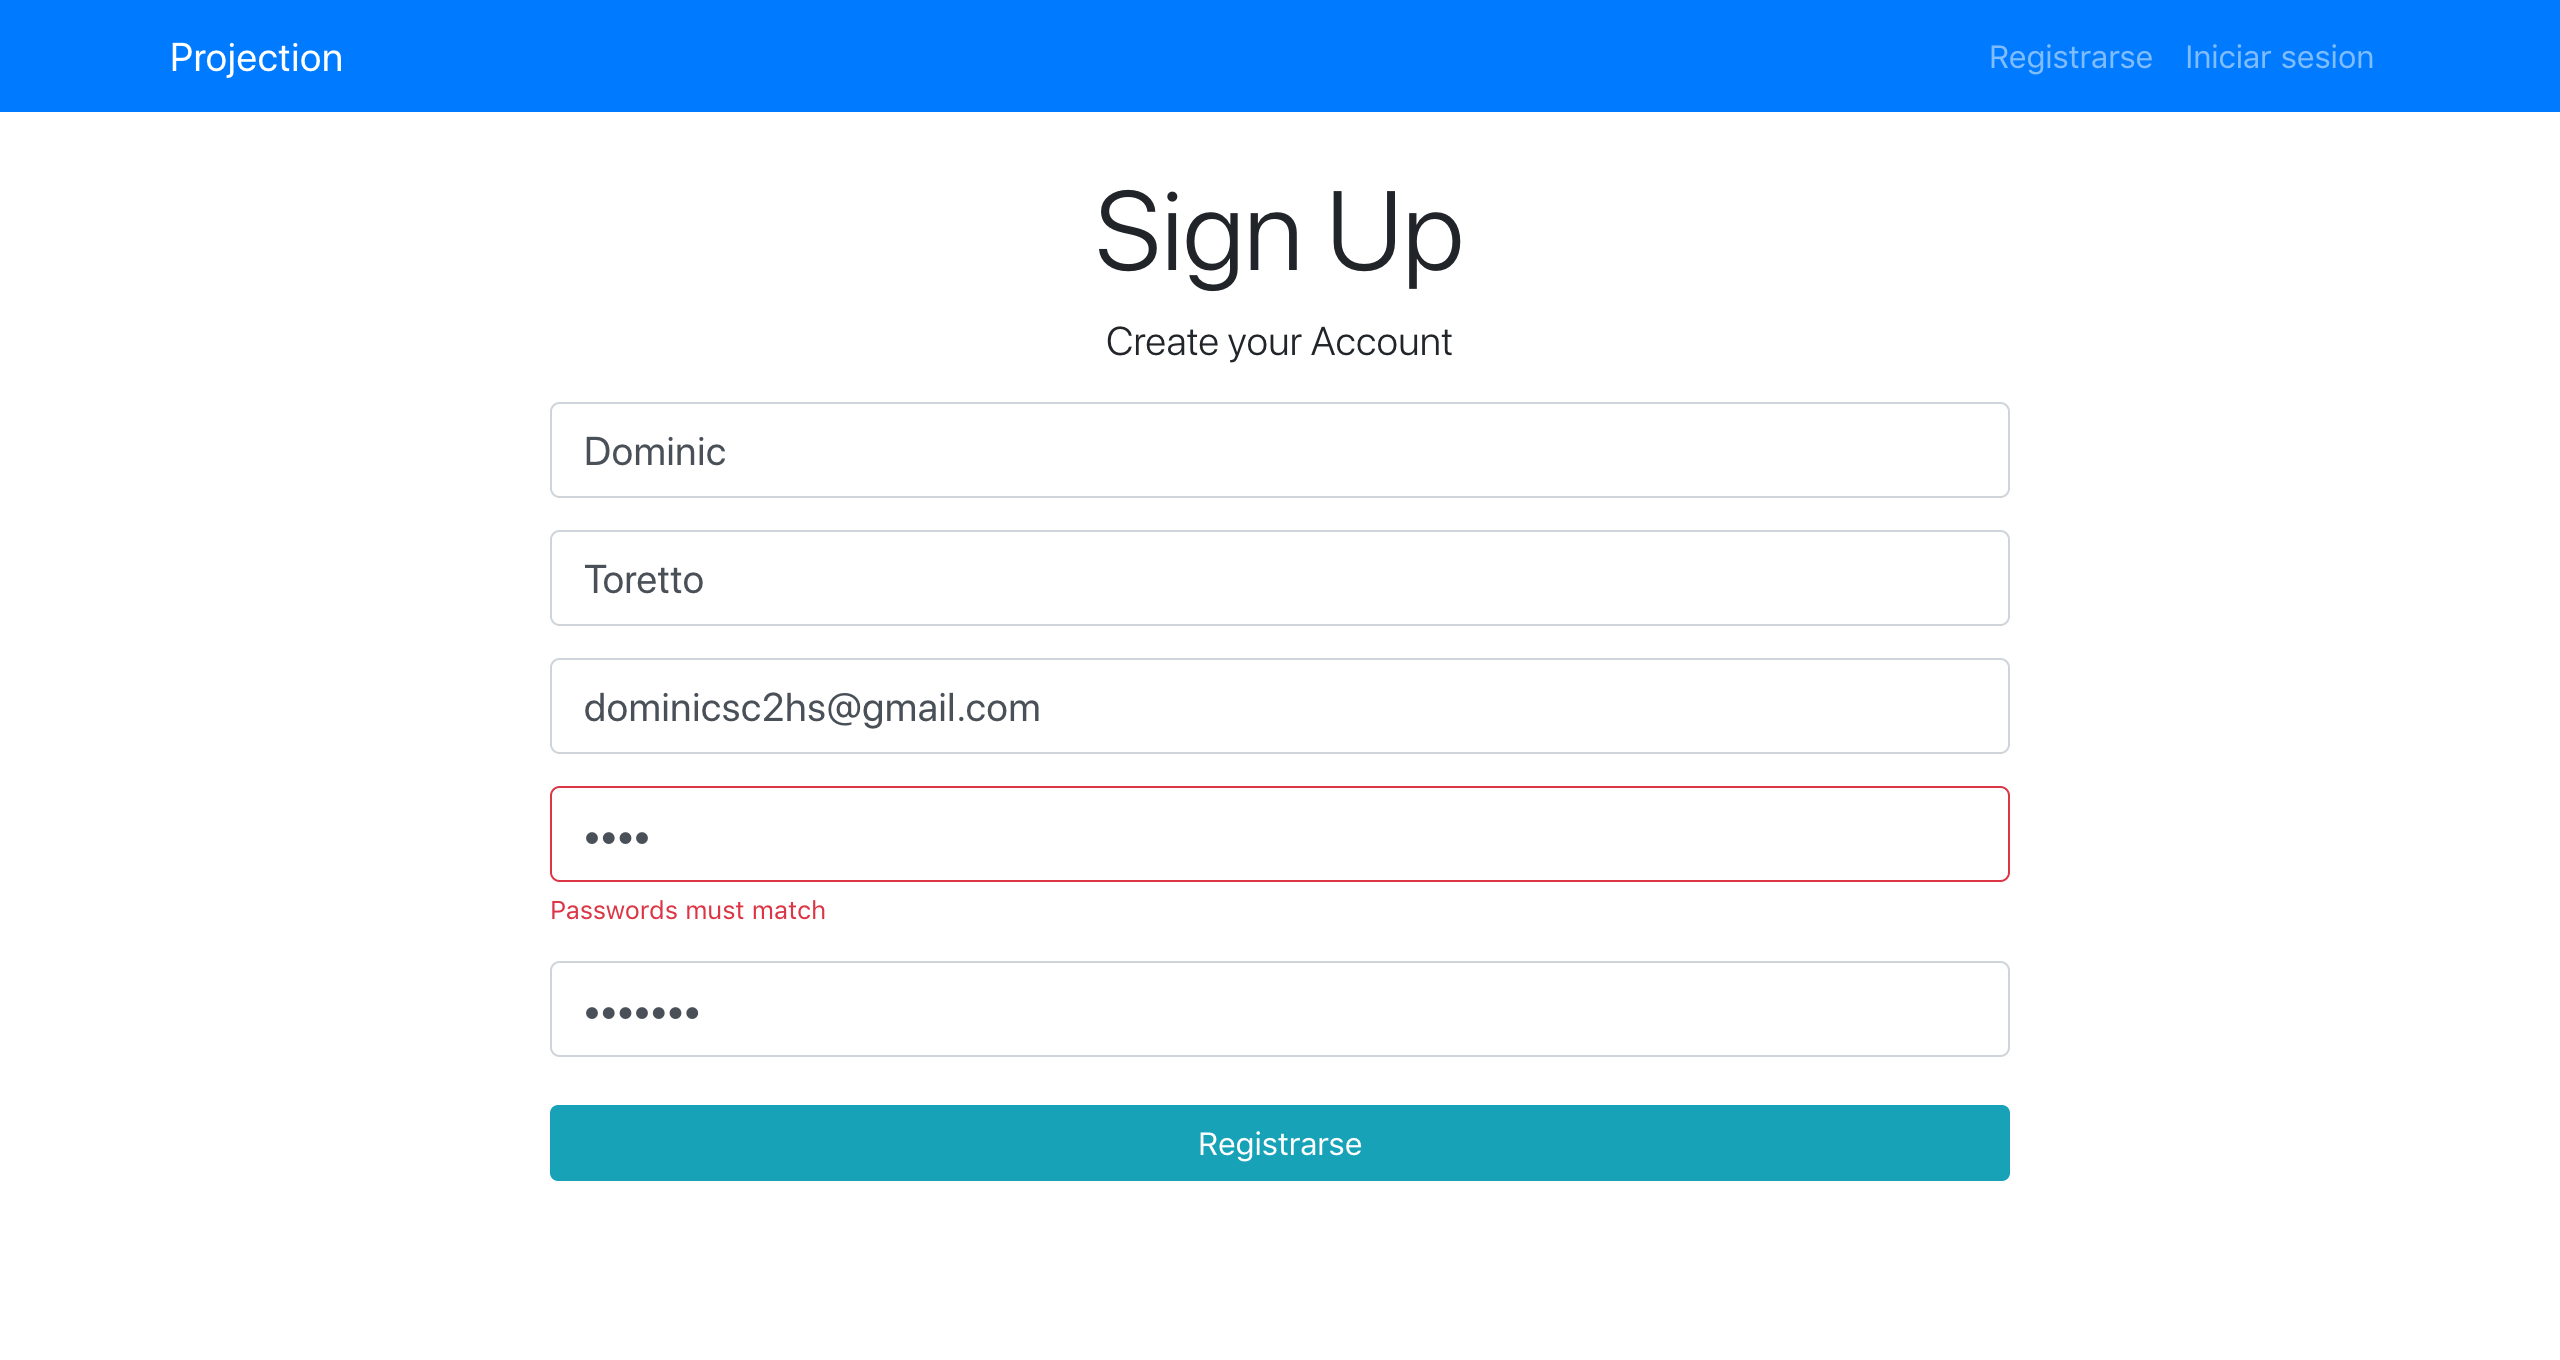 Projection Registrarse Iniciar sesion
Sign Up
Create your Account
Dominic
Toretto
dominicsc2hs@gmail.com
••••
Passwords must match
•••••••
Registrarse